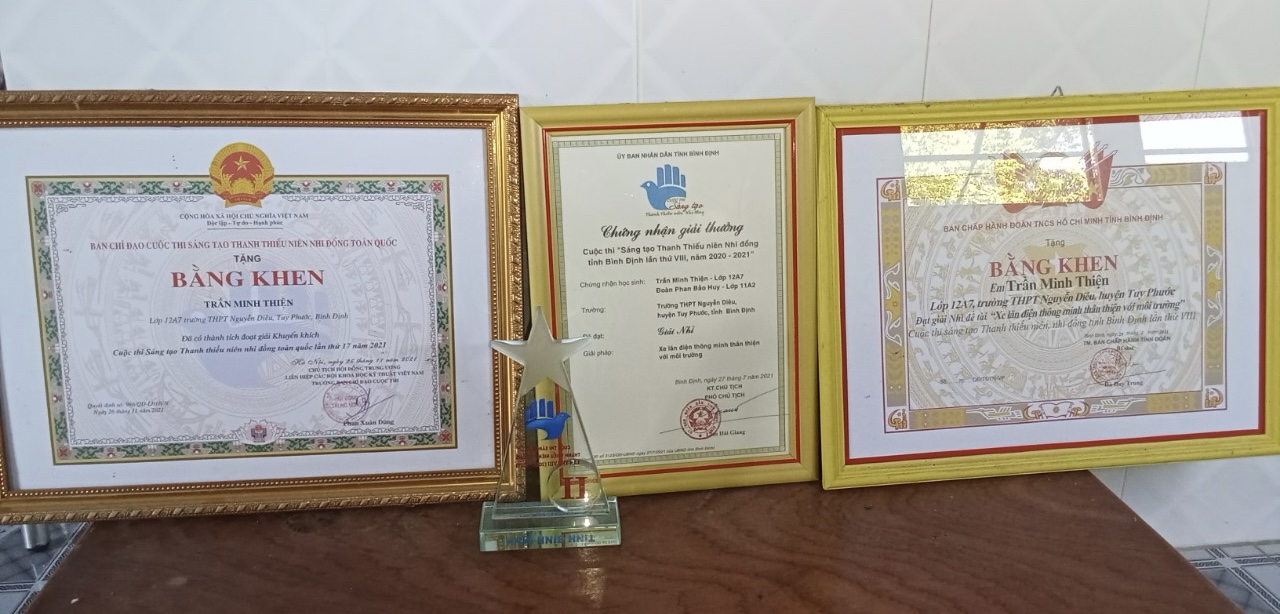 CỘNG HÒA XÃ HỘI CHỦ NGHĨA VIỆT NAM
Độc lập - Tự do - Hạnh phúc
BAN CHỈ ĐẠO CUỘC THI SÁNG TẠO THANH THIẾU NIÊN NHI ĐỒNG TOÀN QUỐC
TẶNG
BẰNG KHEN
TRẦN MINH THIỆN
Lớp 12A7 trường THPT Nguyễn Diêu, Tuy Phước, Bình Định
Đã có thành tích đoạt giải Khuyến khích
Cuộc thi Sáng tạo Thanh thiếu niên nhi đồng toàn quốc lần thứ 17 năm 2021
Hà Nội, ngày 26 tháng 11 năm 2021
CHỦ TỊCH HỘI ĐỒNG TRUNG ƯƠNG
LIÊN HIỆP CÁC HỘI KHOA HỌC KỸ THUẬT VIỆT NAM
TRƯỞNG BAN CHỈ ĐẠO CUỘC THI
Quyết định số:
Ngày 26 tháng 11 năm 2021
Phan Xuân Dũng
ỦY BAN NHÂN DÂN TỈNH BÌNH ĐỊNH
Cuộc thi
Sáng tạo
Thanh thiếu niên Nhi đồng
Chứng nhận giải thưởng
Cuộc thi "Sáng tạo Thanh Thiếu niên Nhi đồng
tỉnh Bình Định lần thứ VIII, năm 2020 - 2021"
Chứng nhận học sinh: Trần Minh Thiện - Lớp 12A7
Đoàn Phan Bảo Huy - Lớp 11A2
Trường: Trường THPT Nguyễn Diêu,
huyện Tuy Phước, tỉnh Bình Định
đạt: Giải Nhì
Giải pháp: Xe lăn điện thông minh thân thiện
với môi trường
Bình Định, ngày 27 tháng 7 năm 2021
KT.CHỦ TỊCH
PHÓ CHỦ TỊCH
Hải Giang
BAN CHẤP HÀNH ĐOÀN TNCS HỒ CHÍ MINH TỈNH BÌNH ĐỊNH
Tặng
BẰNG KHEN
Em Trần Minh Thiện
Lớp 12A7, trường THPT Nguyễn Diêu, huyện Tuy Phước
Đạt giải Nhì đề tài "Xe lăn điện thông minh thân thiện với môi trường"
Cuộc thi sáng tạo Thanh thiếu niên, nhi đồng tỉnh Bình Định lần thứ VIII
TM. BAN CHẤP HÀNH TỈNH ĐOÀN
Hà Duy Trung